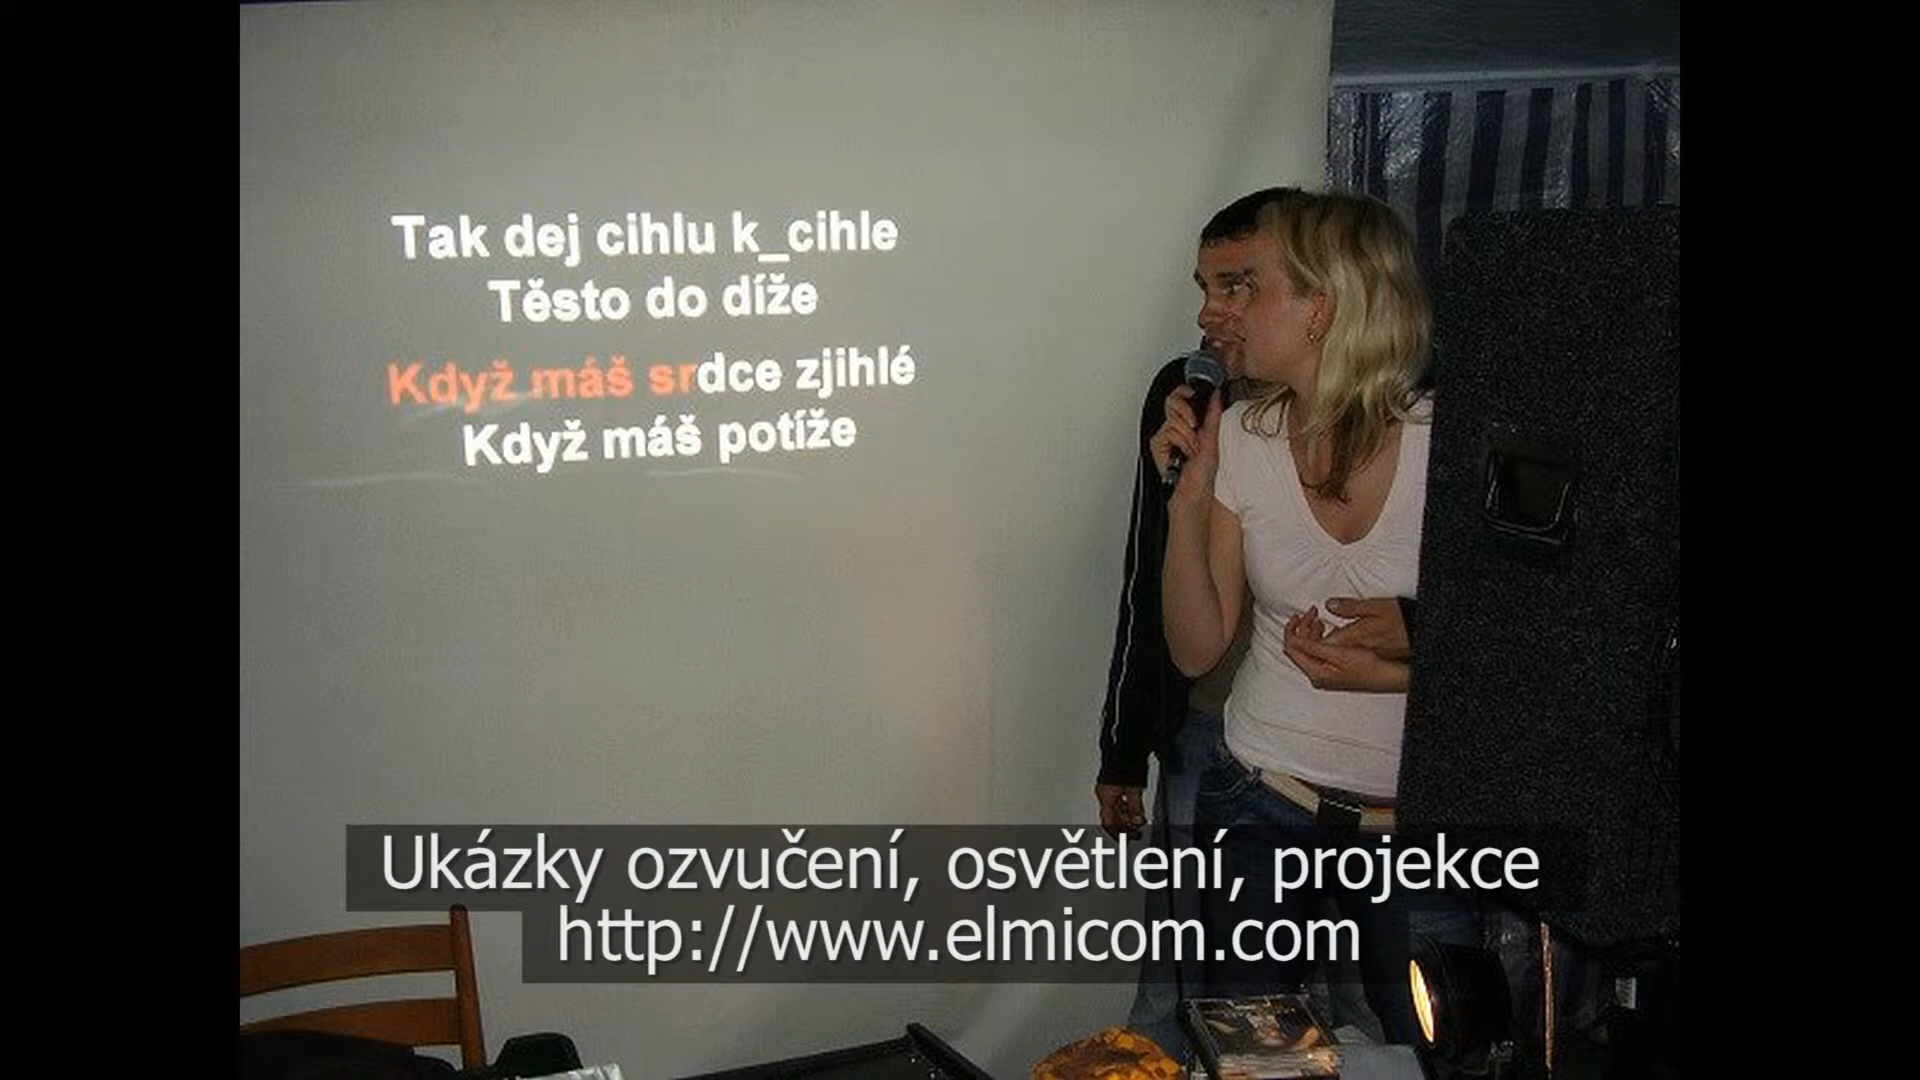 Tak dej cihlu k_cihle
Těsto do díže
Když máš srdce zjihlé
Když máš potíže
Ukázky ozvučení, osvětlení, projekce
http://www.elmicom.com